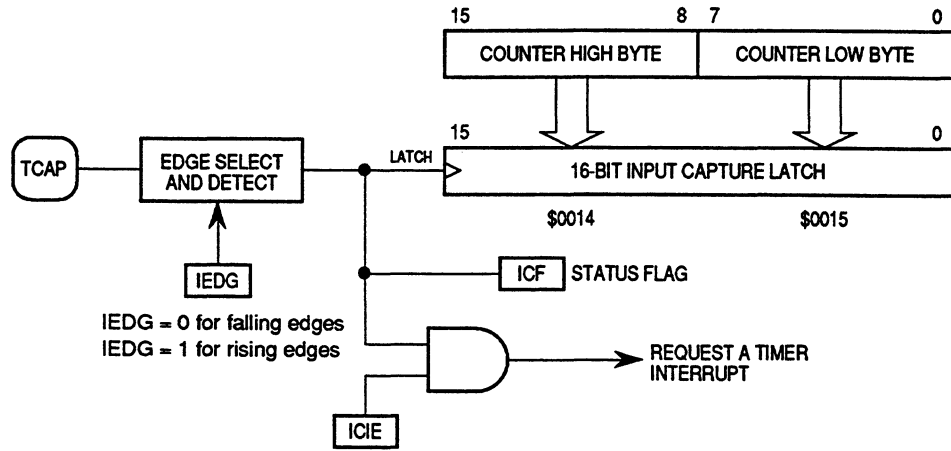 15 8 7 0
COUNTER HIGH BYTE COUNTER LOW BYTE
15 0
TCAP
EDGE SELECT
AND DETECT
LATCH
16-BIT INPUT CAPTURE LATCH
$0014 $0015
IEDG
ICF STATUS FLAG
IEDG = 0 for falling edges
IEDG = 1 for rising edges
REQUEST A TIMER
INTERRUPT
ICIE